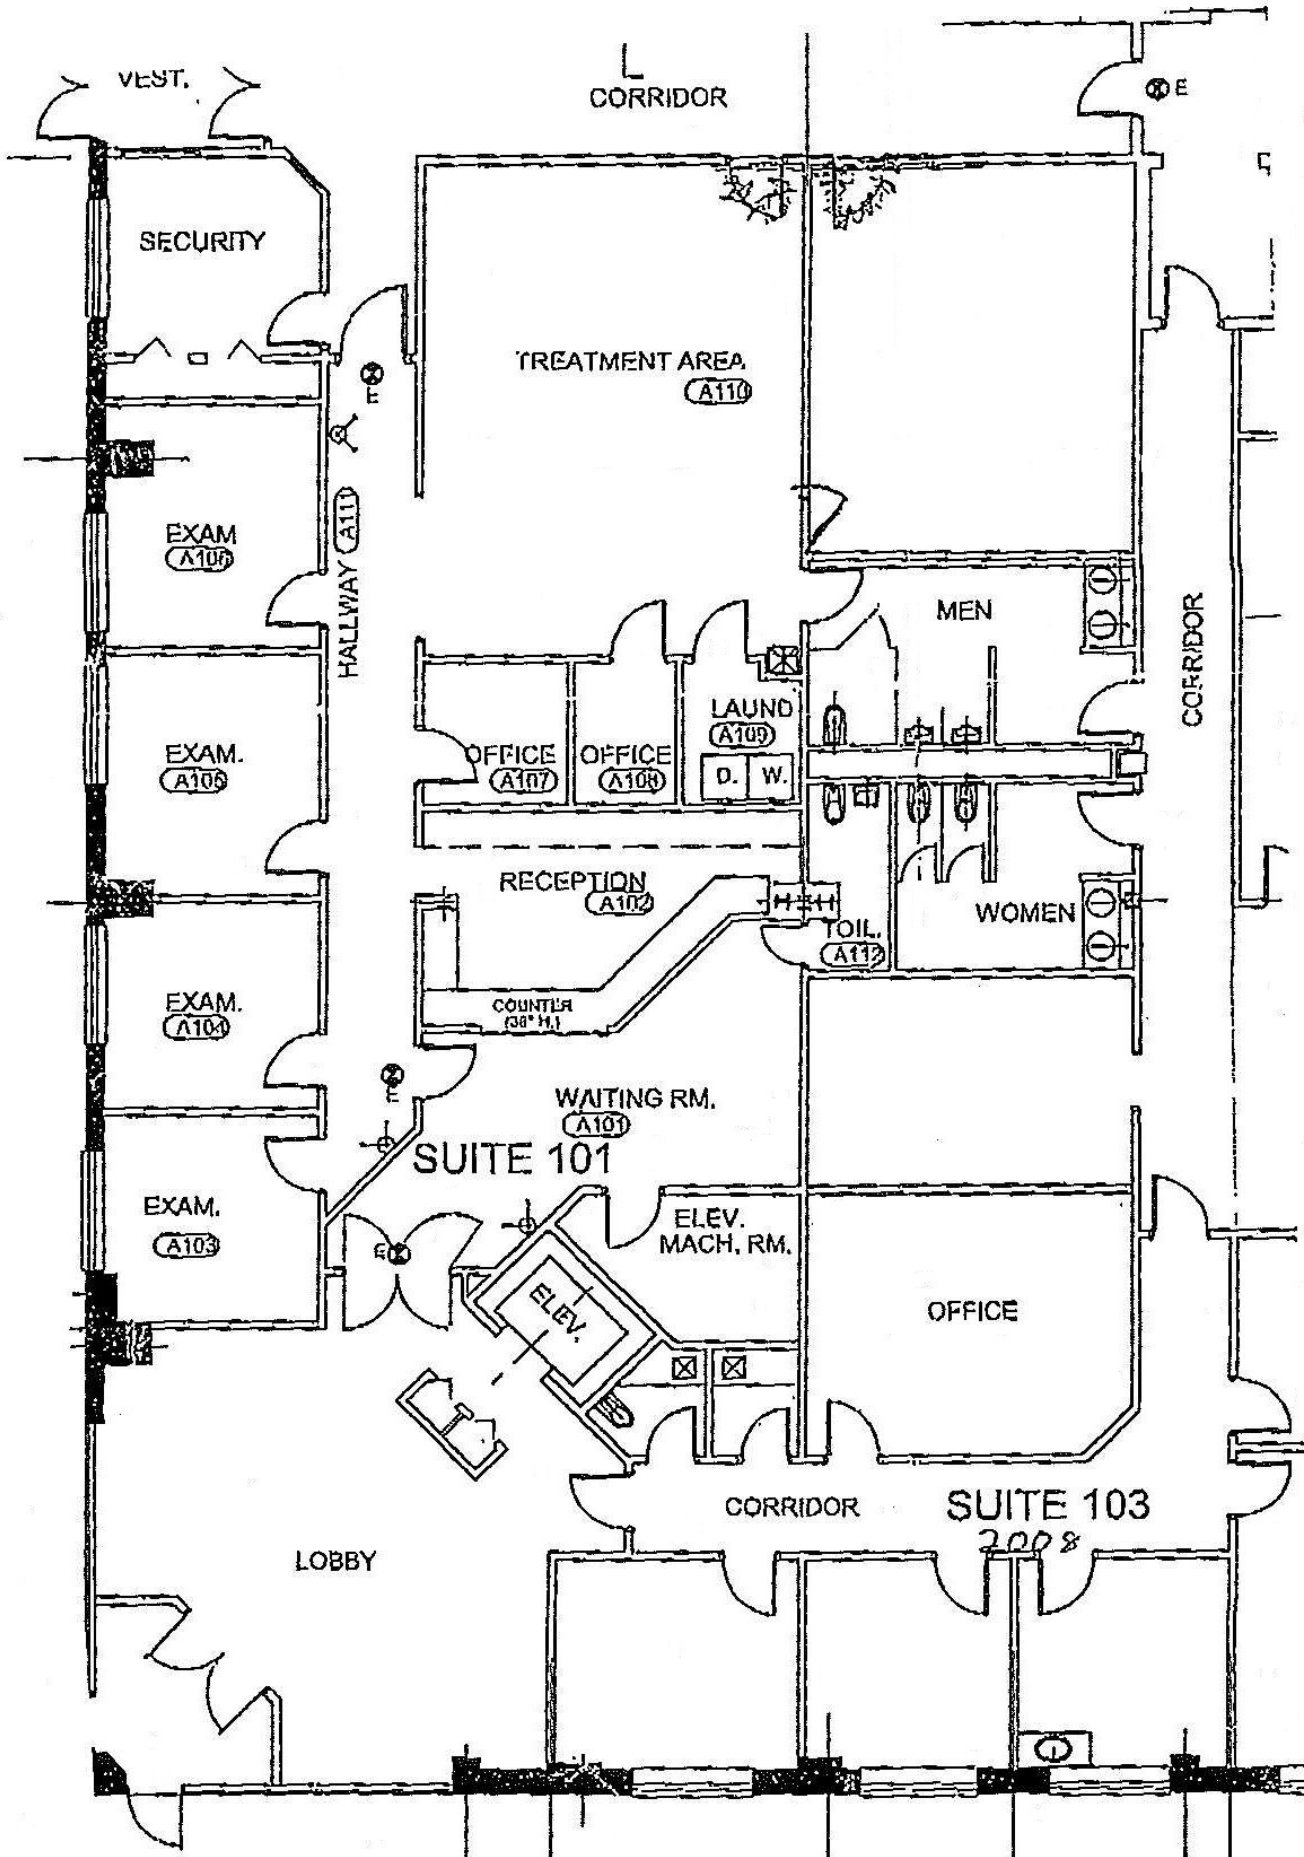 VEST.
L
CORRIDOR
E
SECURITY
TREATMENT AREA
A110
E
EXAM
A106
HALLWAY A111
MEN
CORRIDOR
EXAM.
A105
OFFICE
A107
OFFICE
A108
LAUND
A109
D. W.
RECEPTION
A102
WOMEN
TOIL.
A112
EXAM.
A104
COUNTER
(36" H.)
E
WAITING RM.
A101
SUITE 101
EXAM.
A103
ELEV.
MACH. RM.
E
ELEV.
OFFICE
CORRIDOR
SUITE 103
2008
LOBBY